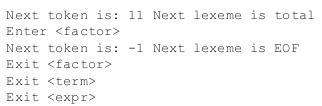 Next token is: 11 Next lexeme is total
Enter <factor>
Next token is: -1 Next lexeme is EOF
Exit <factor>
Exit <term>
Exit <expr>